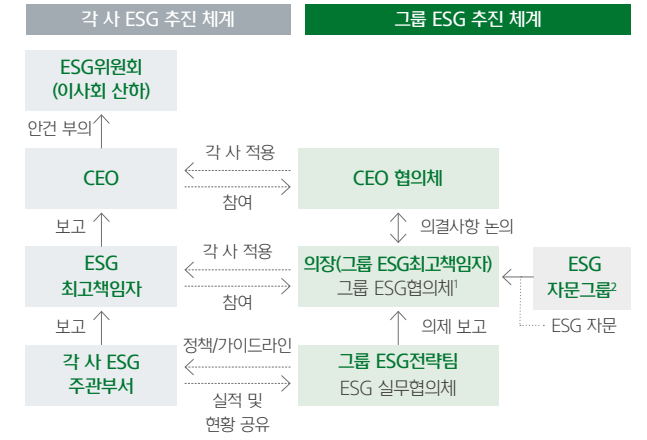 각 사 ESG 추진 체계
그룹 ESG 추진 체계
ESG위원회
(이사회 산하)
안건 부의
각 사 적용
CEO
CEO 협의체
참여
보고
의결사항 논의
각 사 적용
ESG
최고책임자
의장(그룹 ESG최고책임자)
그룹 ESG협의체1
ESG
자문그룹2
참여
보고
의제 보고
ESG 자문
정책/가이드라인
각 사 ESG
주관부서
그룹 ESG전략팀
ESG 실무협의체
실적 및
현황 공유